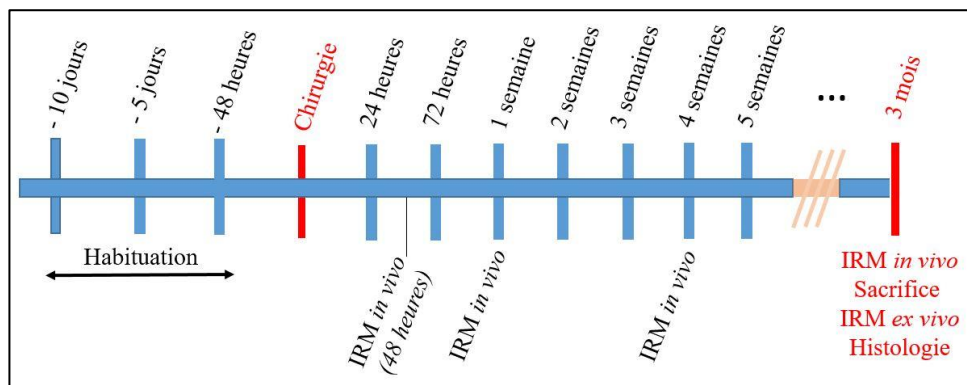 - 10 jours
- 5 jours
- 48 heures
Chirurgie
24 heures
72 heures
1 semaine
2 semaines
3 semaines
4 semaines
5 semaines
...
3 mois
Habituation
IRM in vivo
(48 heures)
IRM in vivo
IRM in vivo
IRM in vivo
Sacrifice
IRM ex vivo
Histologie